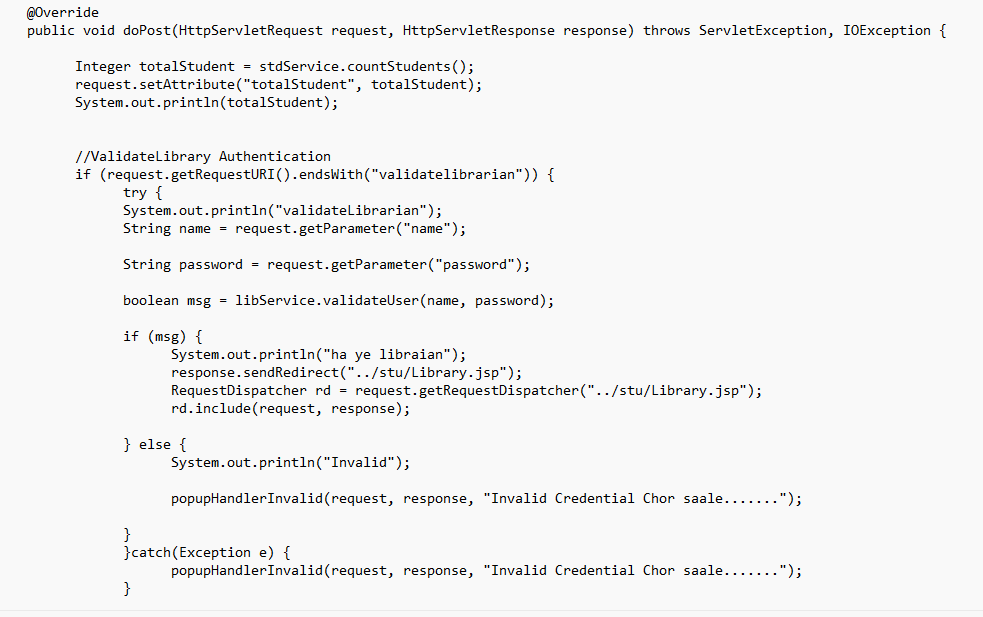 @Override
public void doPost(HttpServletRequest request, HttpServletResponse response) throws ServletException, IOException {
Integer totalStudent = stdService.countStudents();
request.setAttribute("totalStudent", totalStudent);
System.out.println(totalStudent);
//ValidateLibrary Authentication
if (request.getRequestURI().endsWith("validatelibrarian")) {
try {
System.out.println("validateLibrarian");
String name = request.getParameter("name");
String password = request.getParameter("password");
boolean msg = libService.validateUser(name, password);
if (msg) {
System.out.println("ha ye libraian");
response.sendRedirect("../stu/Library.jsp");
RequestDispatcher rd = request.getRequestDispatcher("../stu/Library.jsp");
rd.include(request, response);
} else {
System.out.println("Invalid");
popupHandlerInvalid(request, response, "Invalid Credential Chor saale.......");
}
}catch(Exception e) {
popupHandlerInvalid(request, response, "Invalid Credential Chor saale.......");
}